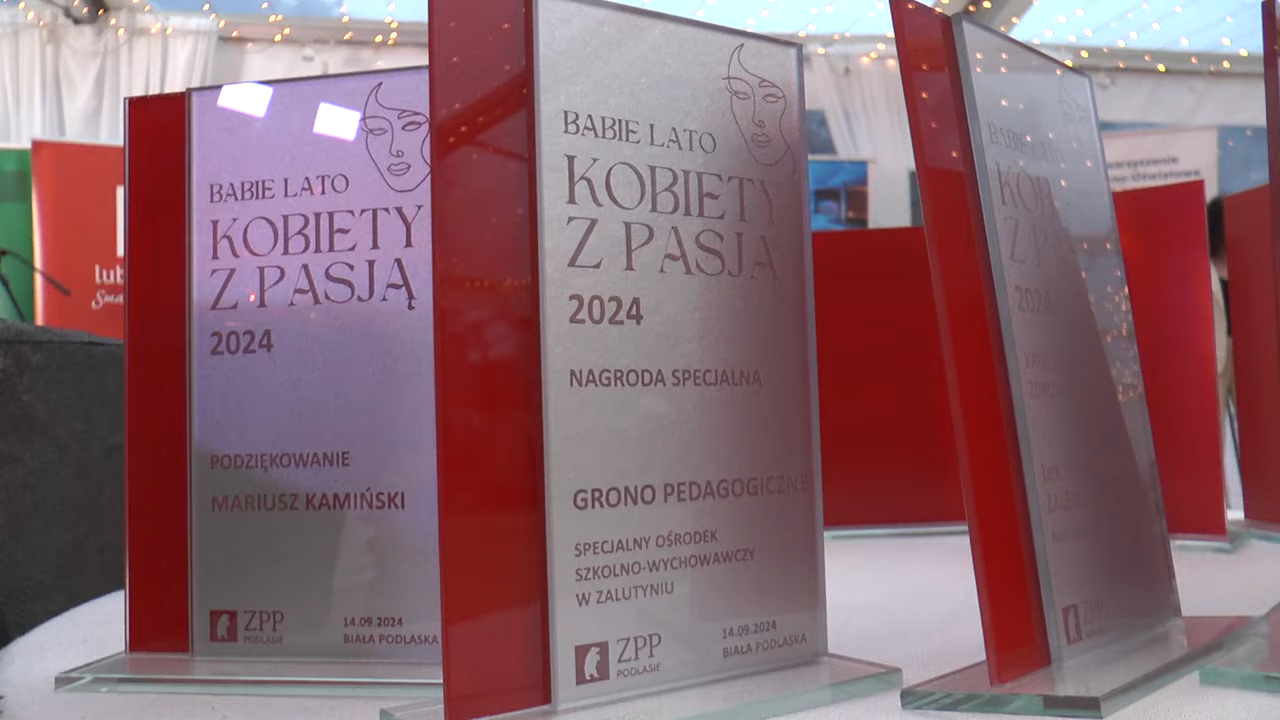 BABIE LATO
KOBIETY
Z PASJĄ
2024
PODZIĘKOWANIE
MARIUSZ KAMIŃSKI
ZPP
PODLASIE
14.09.2024
BIAŁA PODLASKA
BABIE LATO
KOBIETY
Z PASJĄ
2024
NAGRODA SPECJALNA
GRONO PEDAGOGICZNE
SPECJALNY OŚRODEK
SZKOLNO-WYCHOWAWCZY
W ZALUTYNIU
ZPP
PODLASIE
14.09.2024
BIAŁA PODLASKA
BABIE LATO
2024
ZPP
lub